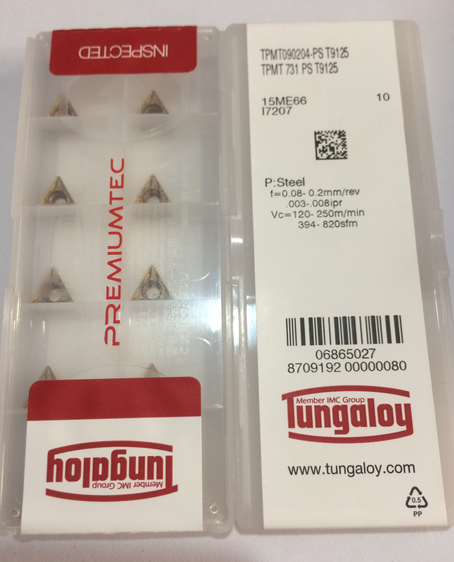 INSPECTED
PREMIUMTEC
Member IMC Group
Tungaloy
TPMT090204-PS T9125
TPMT 731 PS T9125
15ME66 10
I7207
P:Steel
f=0.08- 0.2mm/rev
.003-.008ipr
Vc=120- 250m/min
394- 820sfm
06865027
8709192 00000080
Member IMC Group
Tungaloy
www.tungaloy.com
0.5
PP